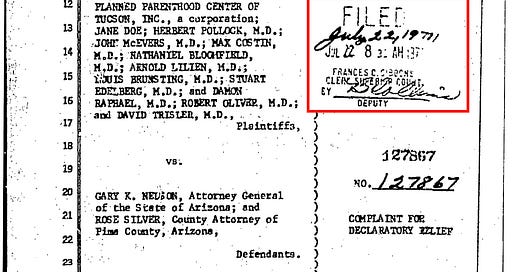 12 PLANNED PARENTHOOD CENTER OF
TUCSON, INC., a corporation;
13 JANE DOE; HERBERT POLLOCK, M.D.;
JOHT McEVERS, M.D.; MAX COSTIN,
14 M.D.; NATHANIEL BLOOMFIELD,
M.D.; ARNOLD LILIEN, M.D.;
15 LOUIS BRUNSTING, M.D.; STUART
EDELBERG, M.D.; and DAMON
16 RAPHAEL, M.D.; ROBERT OLIVER, M.D.;
and DAVID TRISLER, M.D.,
17 Plaintiffs,
18 vs.
19
20 GARY K. NELSON, Attorney General
of the State of Arizona; and
21 ROSE SILVER, County Attorney of
Pima County, Arizona,
22
Defendants.
23
FILED
July 22, 1971
JUL 22 8 AM
FRANCES C. GIBBONS
CLERK SUPERIOR COURT
BY
DEPUTY
127867
NO. 127867
COMPLAINT FOR
DECLARATORY RELIEF